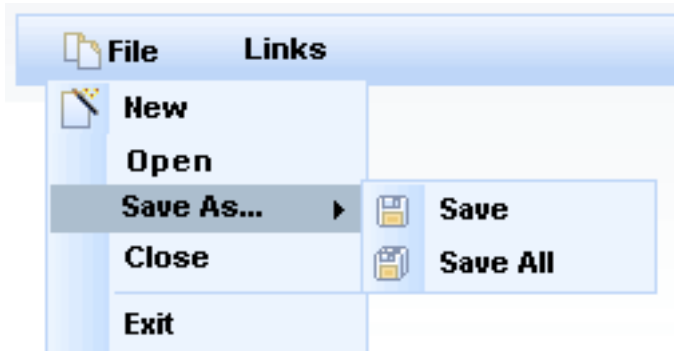 File Links
New
Open
Save As...
Save
Close
Save All
Exit